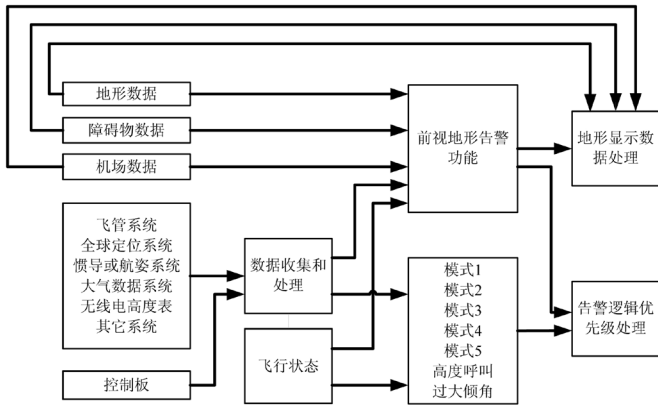 地形数据
障碍物数据
机场数据
前视地形告警
功能
地形显示数
据处理
飞管系统
全球定位系统
惯导或航姿系统
大气数据系统
无线电高度表
其它系统
数据收集和
处理
飞行状态
控制板
模式1
模式2
模式3
模式4
模式5
高度呼叫
过大倾角
告警逻辑优
先级处理